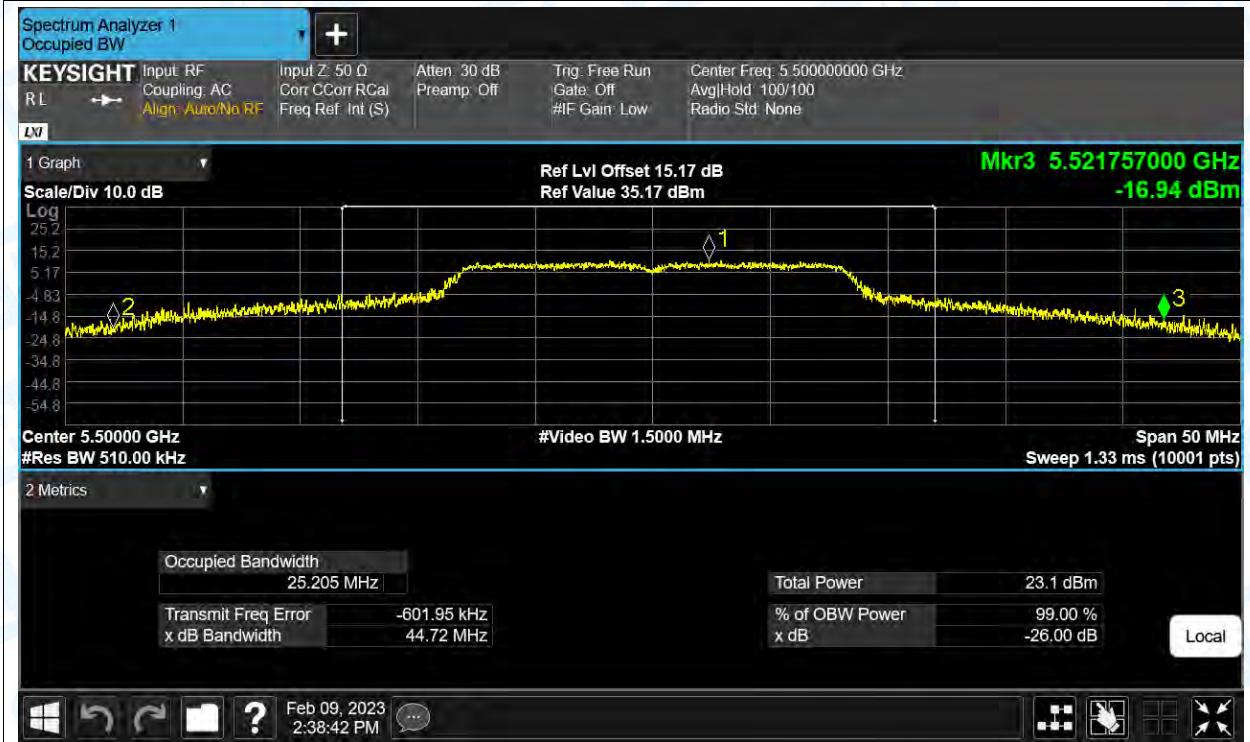 Spectrum Analyzer 1
Occupied BW
KEYSIGHT
R L
LXI
Input: RF
Coupling: AC
Align: Auto/No RF
Input Z: 50 Ω
Corr CCorr RCal
Freq Ref: Int (S)
Atten: 30 dB
Preamp: Off
Trig: Free Run
Gate: Off
#IF Gain: Low
Center Freq: 5.500000000 GHz
Avg|Hold: 100/100
Radio Std: None
1 Graph
Scale/Div 10.0 dB
Ref Lvl Offset 15.17 dB
Ref Value 35.17 dBm
Mkr3 5.521757000 GHz
-16.94 dBm
Log
25.2
15.2
5.17
-4.83
-14.8
-24.8
-34.8
-44.8
-54.8
1
2
3
Center 5.50000 GHz
#Res BW 510.00 kHz
#Video BW 1.5000 MHz
Span 50 MHz
Sweep 1.33 ms (10001 pts)
2 Metrics
Occupied Bandwidth
25.205 MHz
Transmit Freq Error -601.95 kHz
x dB Bandwidth 44.72 MHz
Total Power 23.1 dBm
% of OBW Power 99.00 %
x dB -26.00 dB
Local
?
Feb 09, 2023
2:38:42 PM